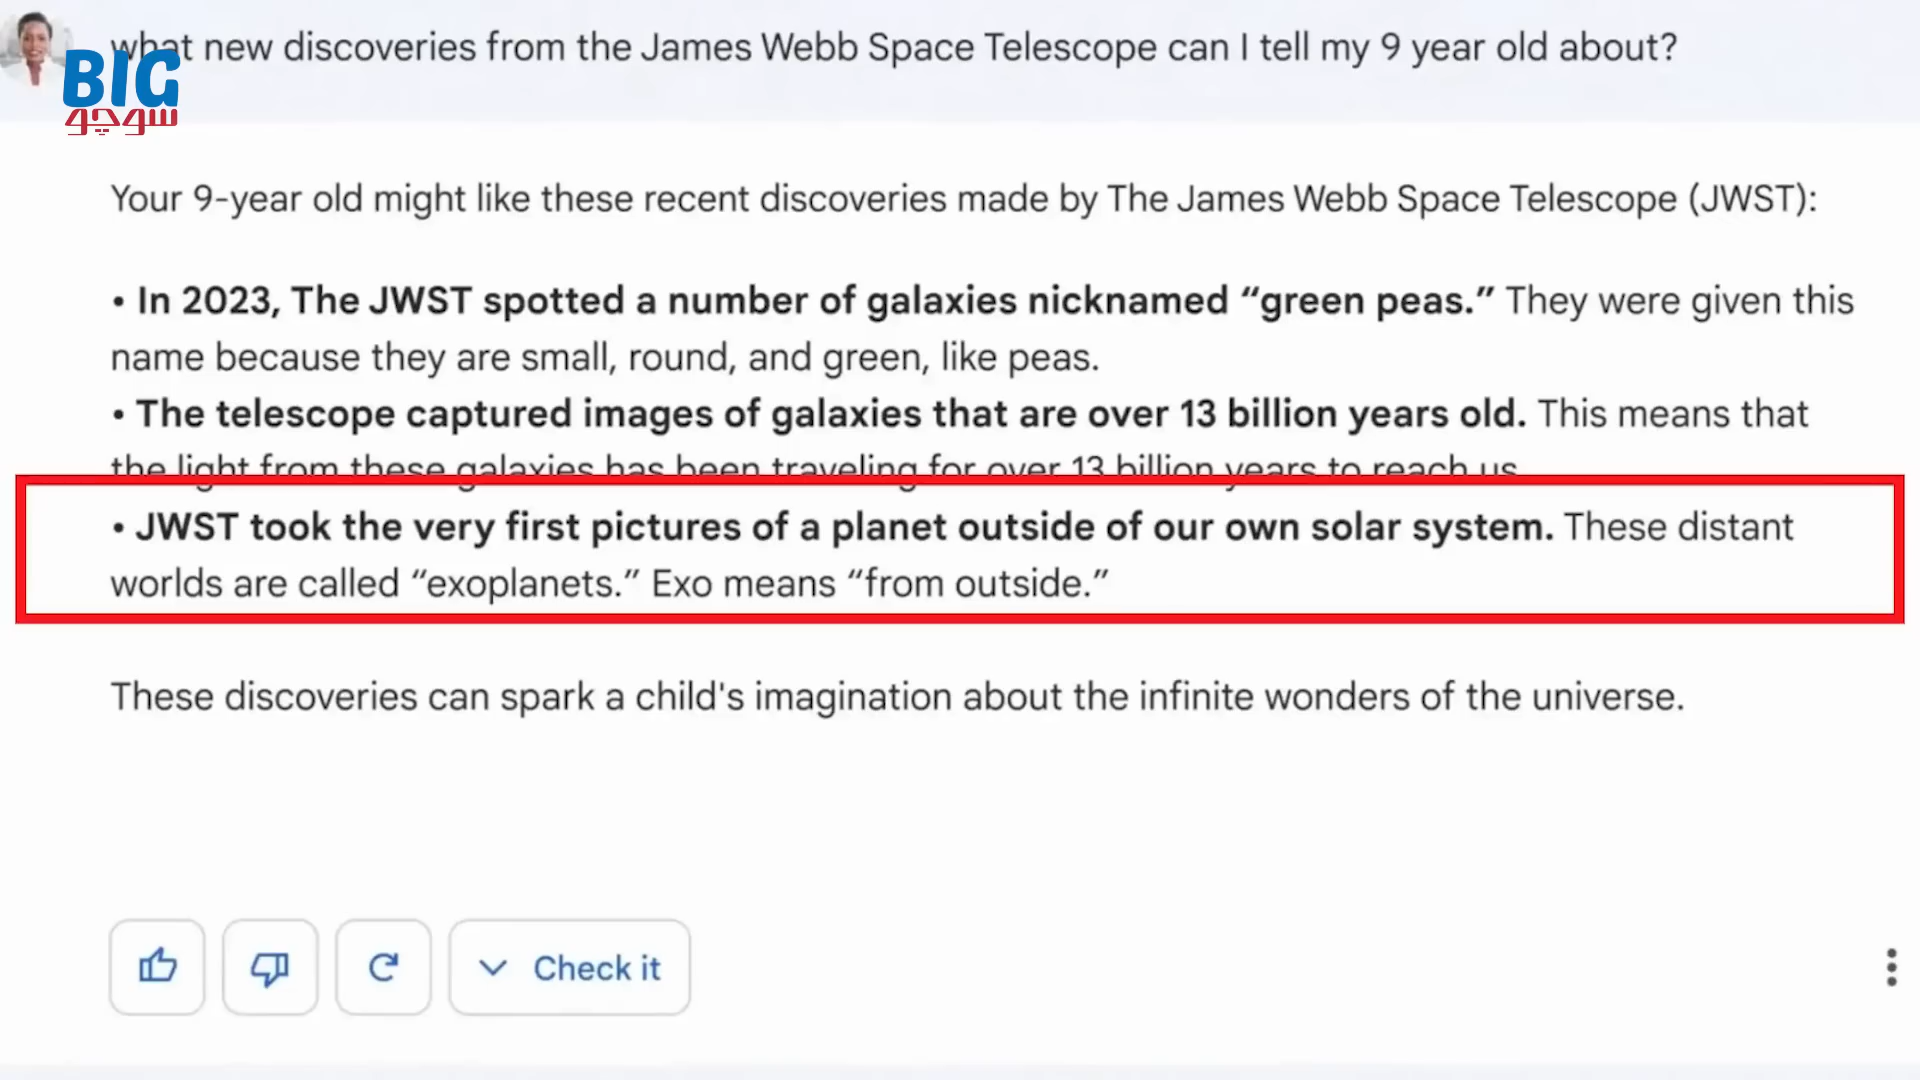 what new discoveries from the James Webb Space Telescope can I tell my 9 year old about?
BIG
سوچو
Your 9-year old might like these recent discoveries made by The James Webb Space Telescope (JWST):
• In 2023, The JWST spotted a number of galaxies nicknamed “green peas.” They were given this
name because they are small, round, and green, like peas.
• The telescope captured images of galaxies that are over 13 billion years old. This means that
the light from these galaxies has been traveling for over 13 billion years to reach us
• JWST took the very first pictures of a planet outside of our own solar system. These distant
worlds are called “exoplanets.” Exo means “from outside.”
These discoveries can spark a child's imagination about the infinite wonders of the universe.
Check it